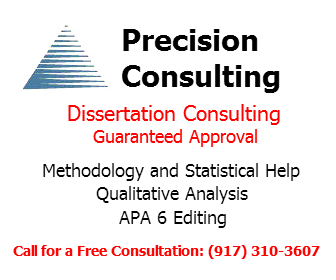 Precision
Consulting
Dissertation Consulting
Guaranteed Approval
Methodology and Statistical Help
Qualitative Analysis
APA 6 Editing
Call for a Free Consultation: (917) 310-3607